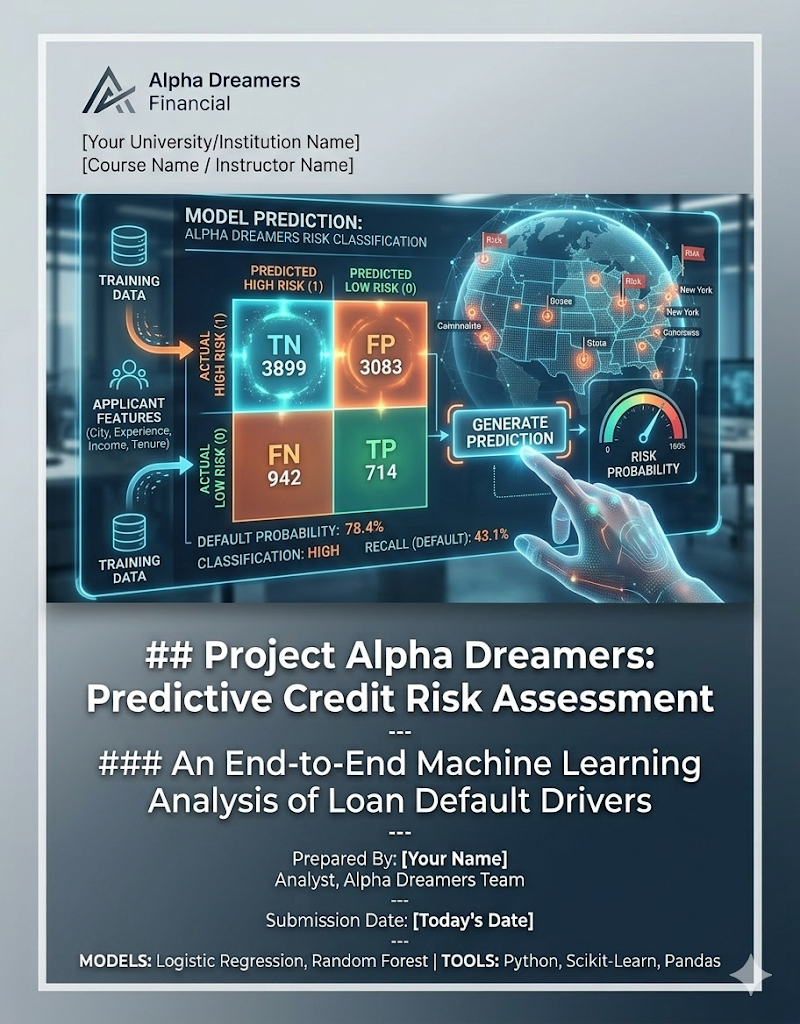 Alpha Dreamers
Financial
[Your University/Institution Name]
[Course Name / Instructor Name]
MODEL PREDICTION:
ALPHA DREAMERS RISK CLASSIFICATION
TRAINING
DATA
APPLICANT
FEATURES
(City, Experience,
Income, Tenure)
TRAINING
DATA
PREDICTED
HIGH RISK (1)
PREDICTED
LOW RISK (0)
ACTUAL
HIGH RISK (1)
TN
3899
FP
3083
ACTUAL
LOW RISK (0)
FN
942
TP
714
DEFAULT PROBABILITY: 78.4%
CLASSIFICATION: HIGH
RECALL (DEFAULT): 43.1%
Risk
New York
New York
Stota
GENERATE
PREDICTION
0
RISK
PROBABILITY
## Project Alpha Dreamers:
Predictive Credit Risk Assessment
---
### An End-to-End Machine Learning
Analysis of Loan Default Drivers
---
Prepared By: [Your Name]
Analyst, Alpha Dreamers Team
---
Submission Date: [Today's Date]
---
MODELS: Logistic Regression, Random Forest | TOOLS: Python, Scikit-Learn, Pandas